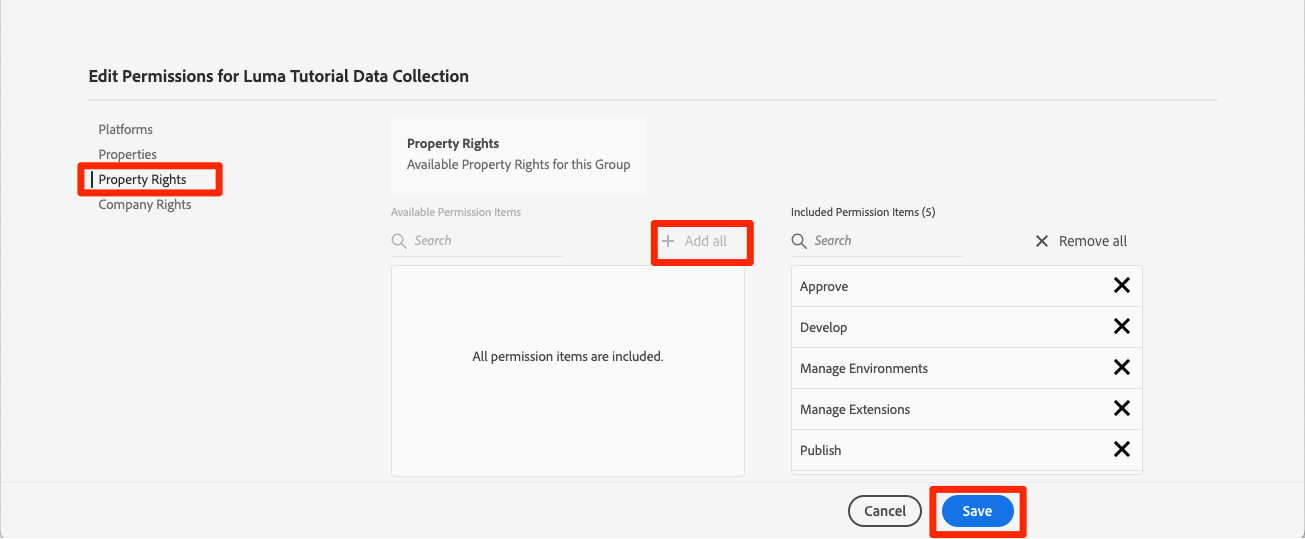 Edit Permissions for Luma Tutorial Data Collection
Platforms
Properties
Property Rights
Company Rights
Property Rights
Available Property Rights for this Group
Available Permission Items
Search
+ Add all
All permission items are included.
Included Permission Items (5)
Search
Remove all
Approve
Develop
Manage Environments
Manage Extensions
Publish
Cancel
Save